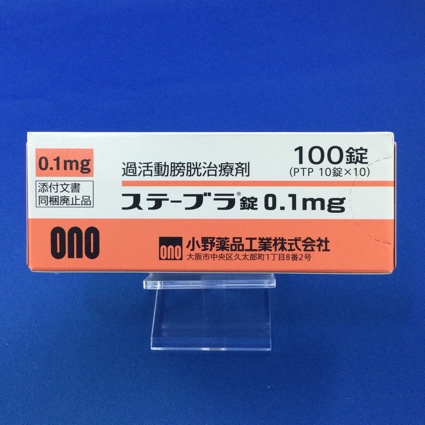 0.1mg
添付文書
同梱廃止品
ono
過活動膀胱治療剤
100錠
(PTP 10錠×10)
ステーブラ®錠 0.1mg
ono 小野薬品工業株式会社
大阪市中央区久太郎町1丁目8番2号